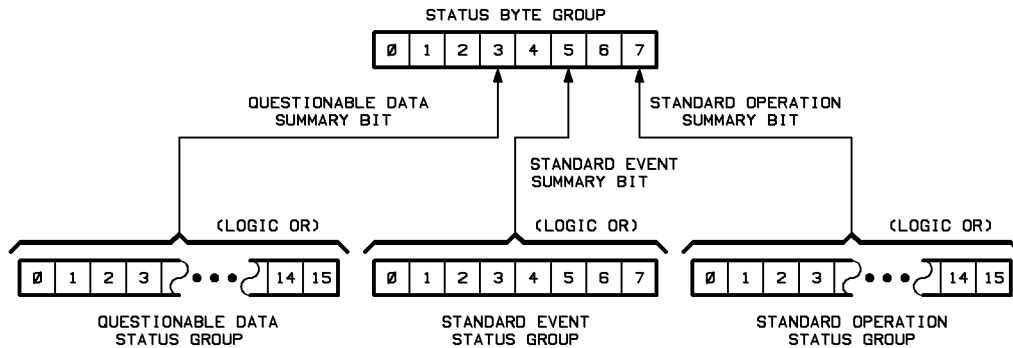 STATUS BYTE GROUP
Ø 1 2 3 4 5 6 7
QUESTIONABLE DATA
SUMMARY BIT
STANDARD OPERATION
SUMMARY BIT
STANDARD EVENT
SUMMARY BIT
(LOGIC OR)
(LOGIC OR)
(LOGIC OR)
Ø 1 2 3 ••• 14 15
Ø 1 2 3 4 5 6 7
Ø 1 2 3 ••• 14 15
QUESTIONABLE DATA
STATUS GROUP
STANDARD EVENT
STATUS GROUP
STANDARD OPERATION
STATUS GROUP